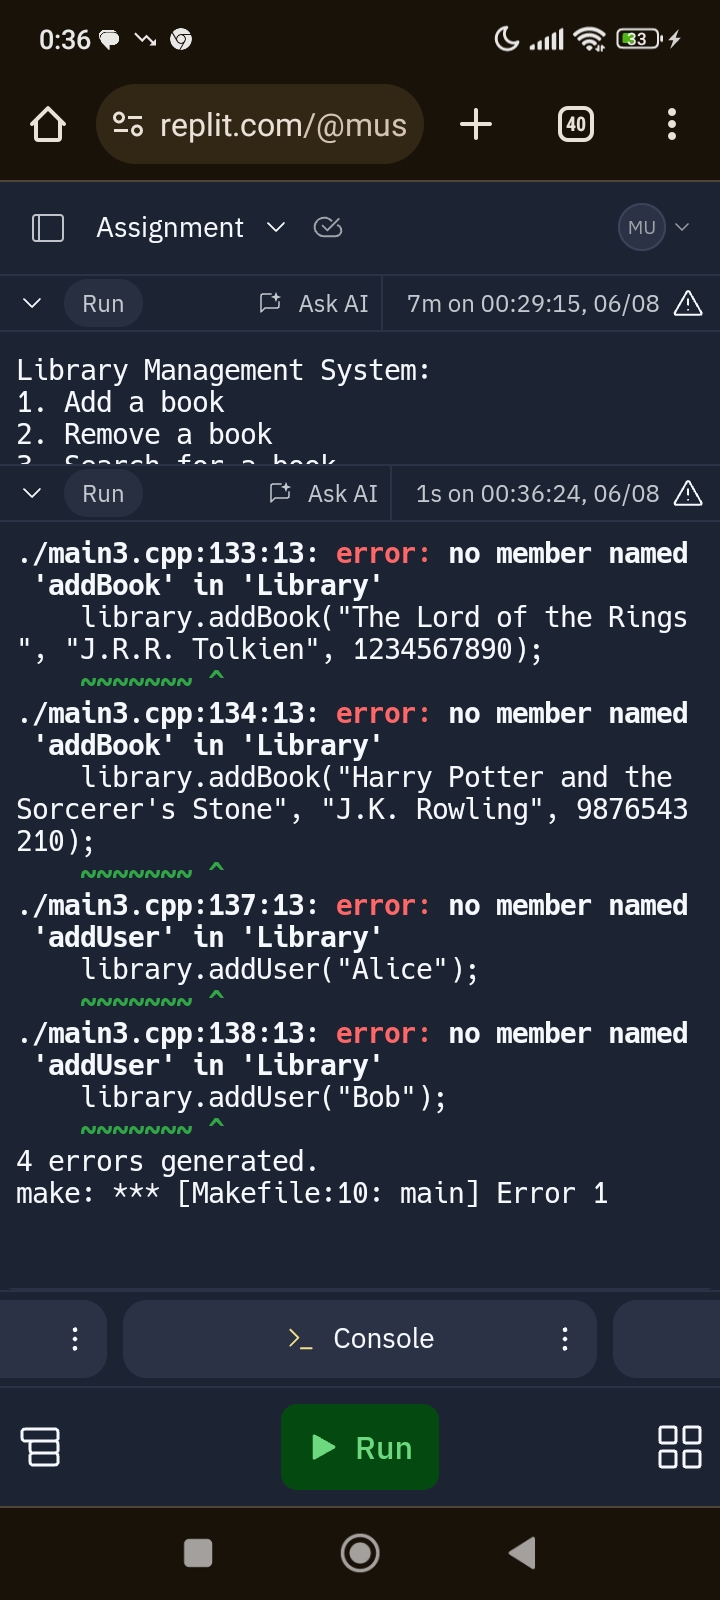 0:36
33
replit.com/@mus
40
Assignment
MU
Run
Ask AI
7m on 00:29:15, 06/08
Library Management System:
1. Add a book
2. Remove a book
3. Search for a book
Run
Ask AI
1s on 00:36:24, 06/08
./main3.cpp:133:13: error: no member named
'addBook' in 'Library'
library.addBook("The Lord of the Rings
", "J.R.R. Tolkien", 1234567890);
~~~~~~~ ^
./main3.cpp:134:13: error: no member named
'addBook' in 'Library'
library.addBook("Harry Potter and the
Sorcerer's Stone", "J.K. Rowling", 9876543
210);
~~~~~~~ ^
./main3.cpp:137:13: error: no member named
'addUser' in 'Library'
library.addUser("Alice");
~~~~~~~ ^
./main3.cpp:138:13: error: no member named
'addUser' in 'Library'
library.addUser("Bob");
~~~~~~~ ^
4 errors generated.
make: *** [Makefile:10: main] Error 1
>_ Console
Run